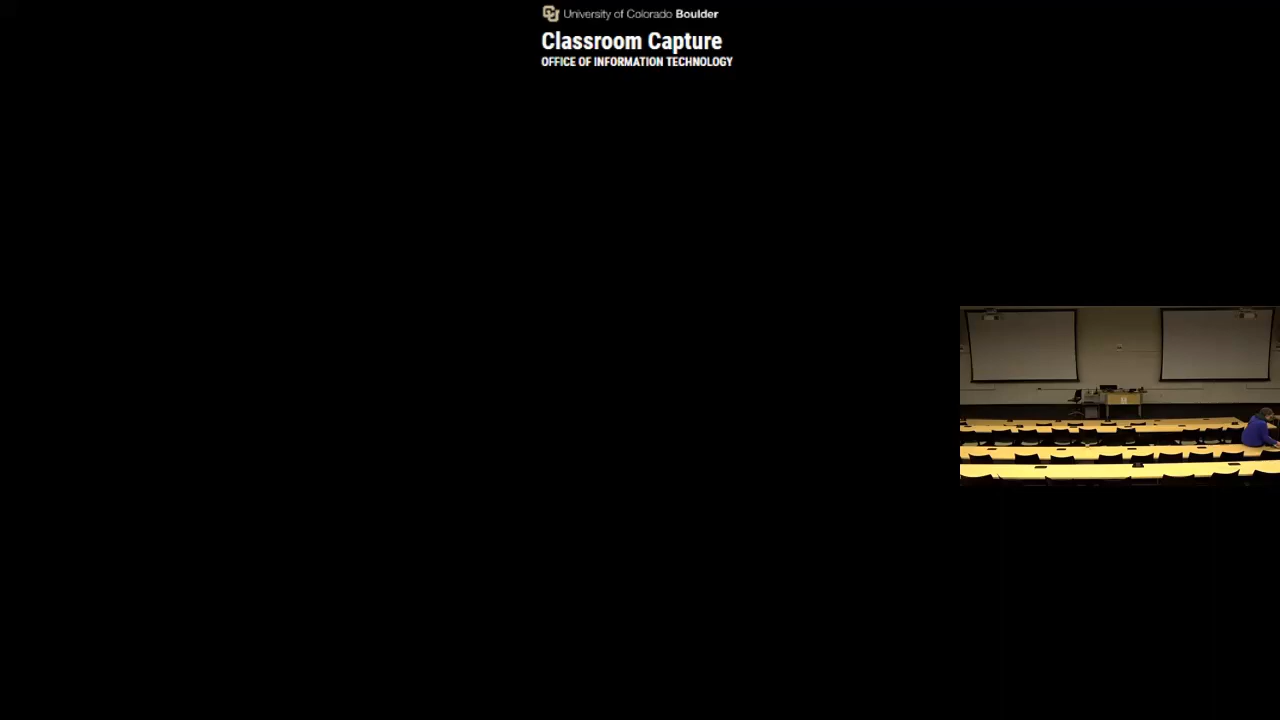 University of Colorado Boulder
Classroom Capture
OFFICE OF INFORMATION TECHNOLOGY